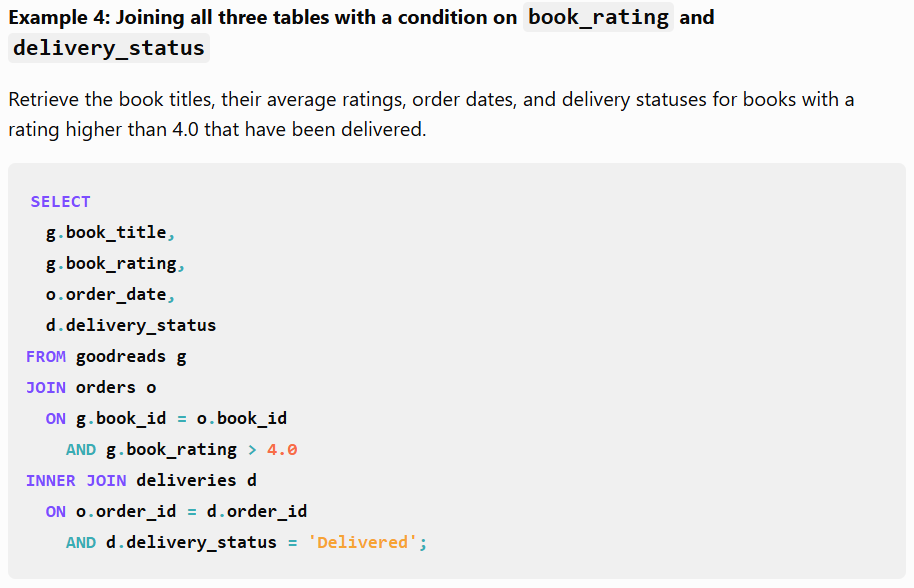 Example 4: Joining all three tables with a condition on book_rating and
delivery_status
Retrieve the book titles, their average ratings, order dates, and delivery statuses for books with a
rating higher than 4.0 that have been delivered.
SELECT
g.book_title,
g.book_rating,
o.order_date,
d.delivery_status
FROM goodreads g
JOIN orders o
ON g.book_id = o.book_id
AND g.book_rating > 4.0
INNER JOIN deliveries d
ON o.order_id = d.order_id
AND d.delivery_status = 'Delivered';